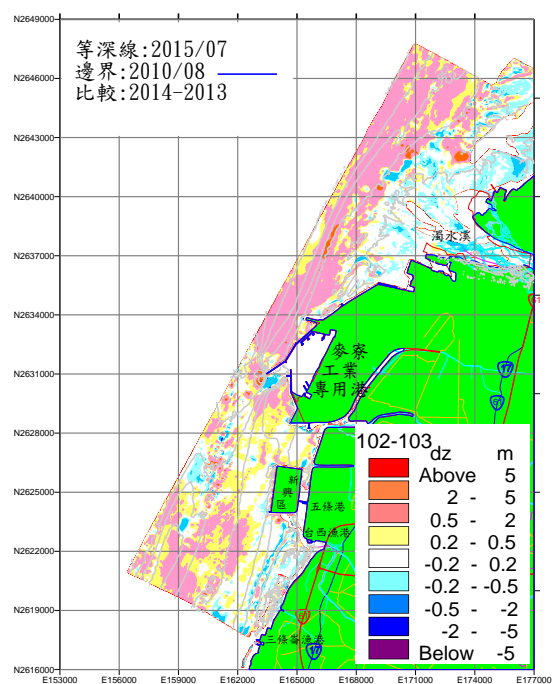 N2649000
等深線:2015/07
邊界:2010/08
比較:2014-2013
N2646000
N2643000
N2640000
濁水溪
N2637000
61
N2634000
麥寮
工業
專用港
N2631000
17
61
N2628000
102-103
dz m
Above 5
2 - 5
0.5 - 2
0.2 - 0.5
-0.2 - 0.2
-0.2 - -0.5
-0.5 - -2
-2 - -5
Below -5
新興區
N2625000
五條港
台西漁港
N2622000
N2619000
三條崙漁港
17
N2616000
E153000 E156000 E159000 E162000 E165000 E168000 E171000 E174000 E177000